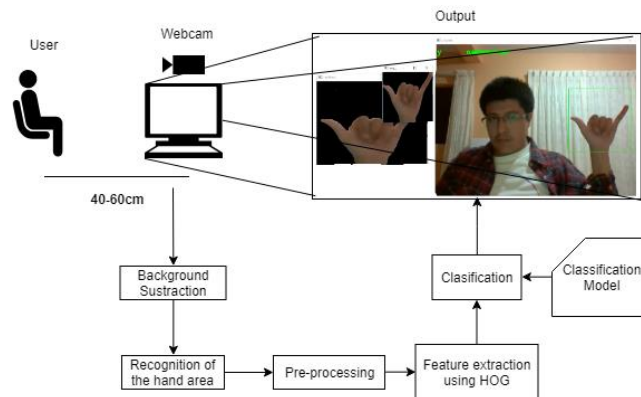 Output
Webcam
User
y
40-60cm
Background
Sustraction
Clasification
Classification
Model
Recognition of
the hand area
Pre-processing
Feature extraction
using HOG